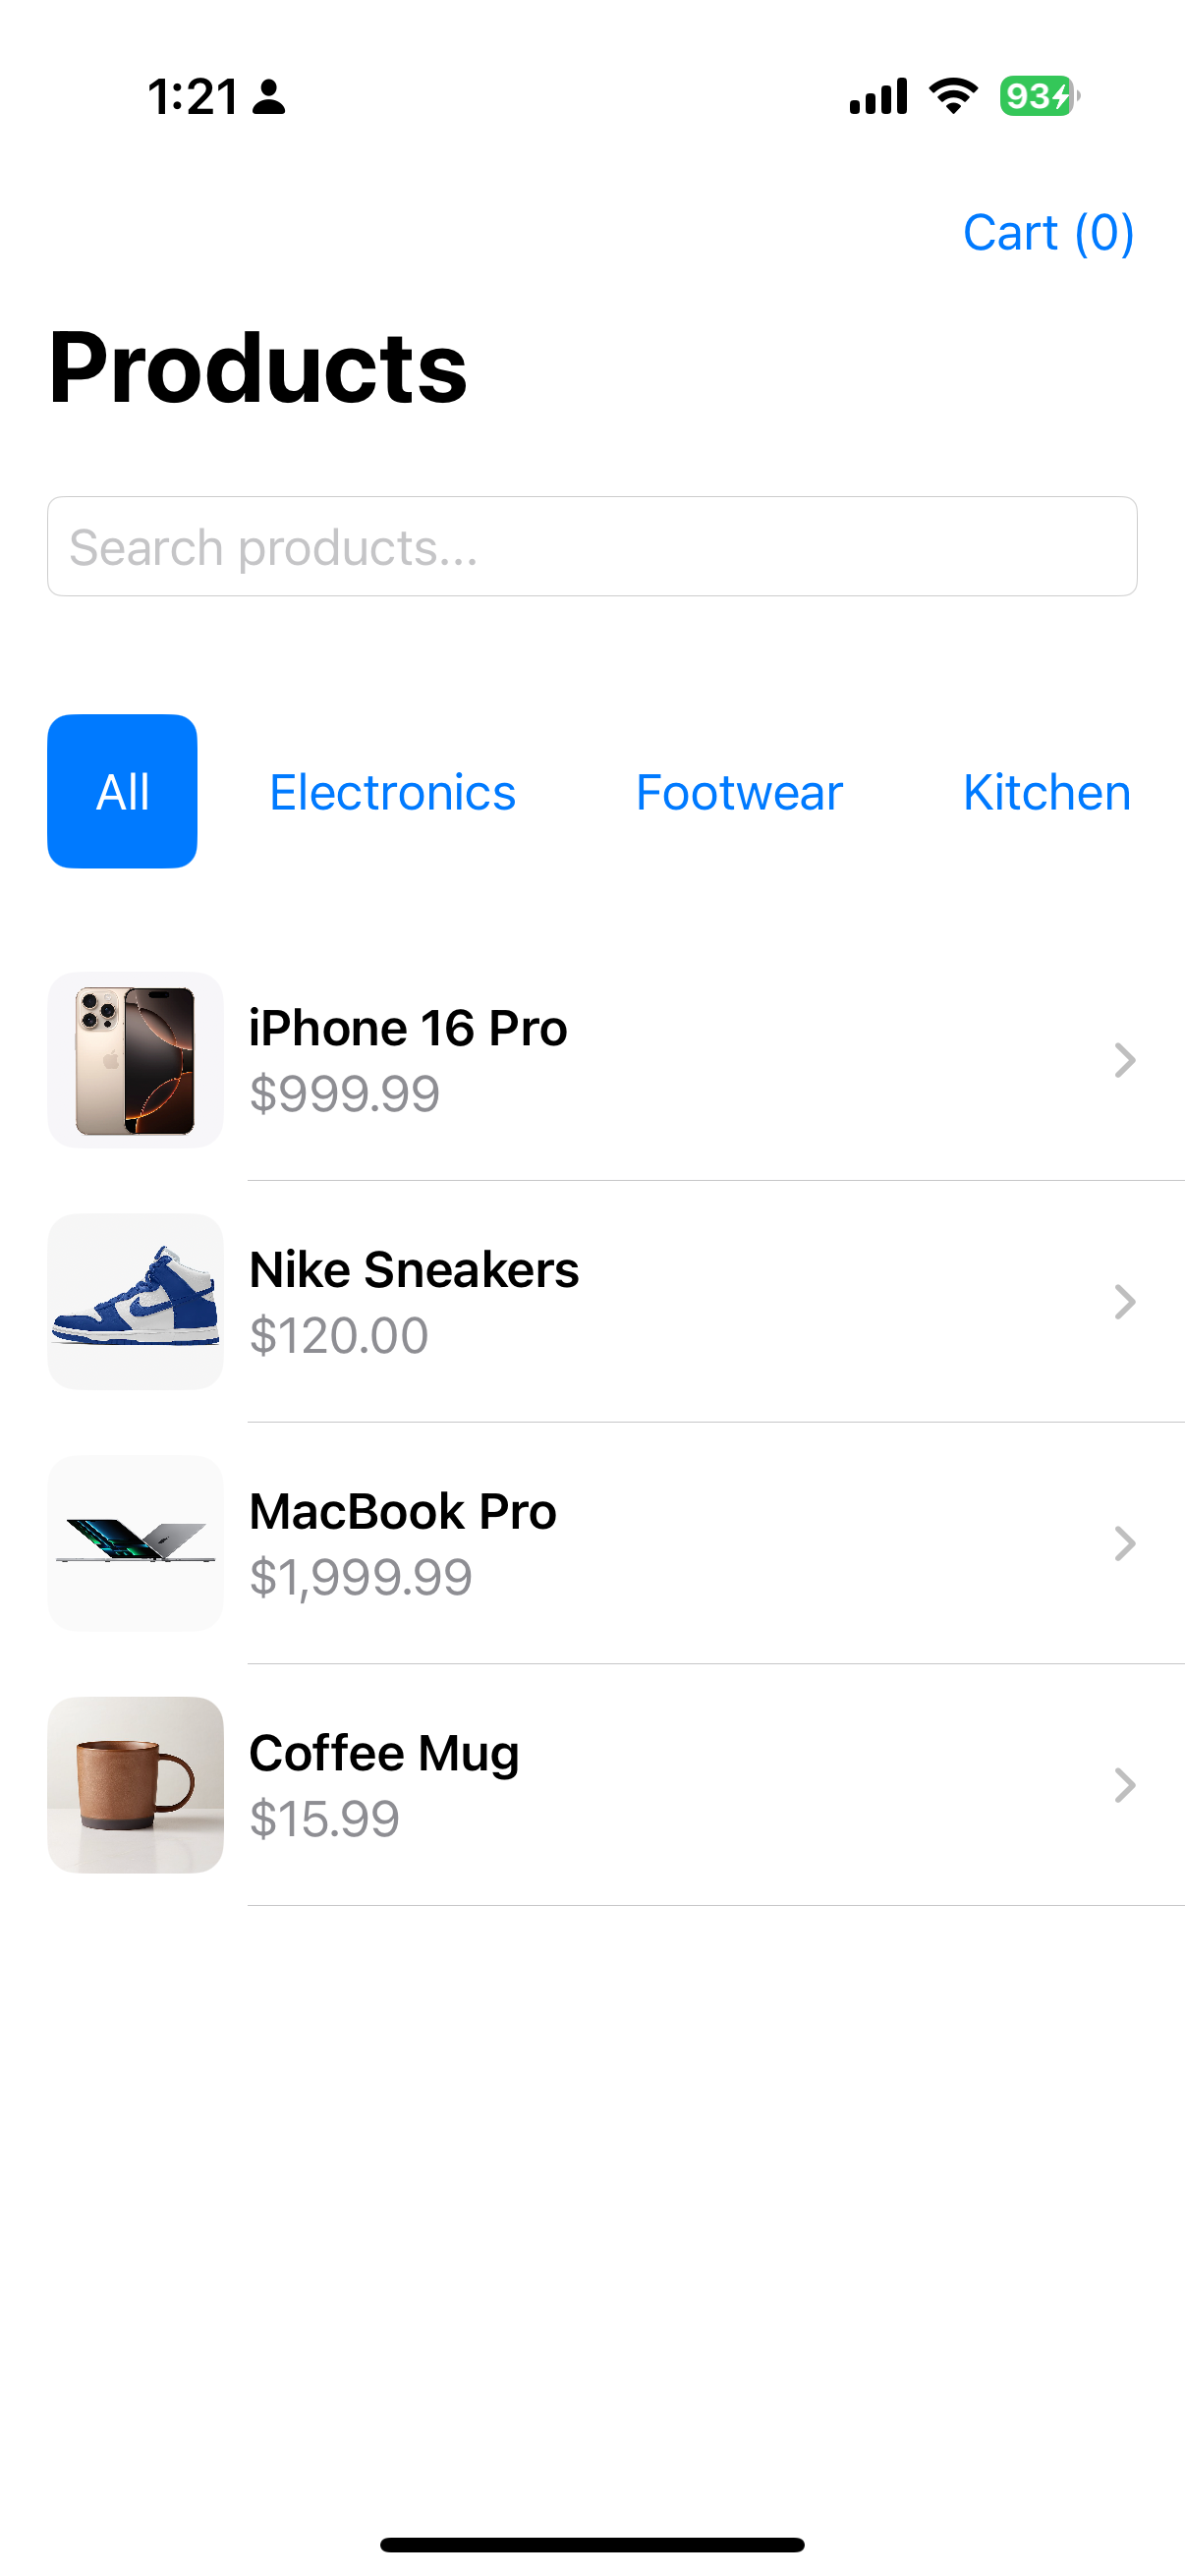 1:21
93
Cart (0)
Products
Search products...
All Electronics Footwear Kitchen
iPhone 16 Pro
$999.99
Nike Sneakers
$120.00
MacBook Pro
$1,999.99
Coffee Mug
$15.99